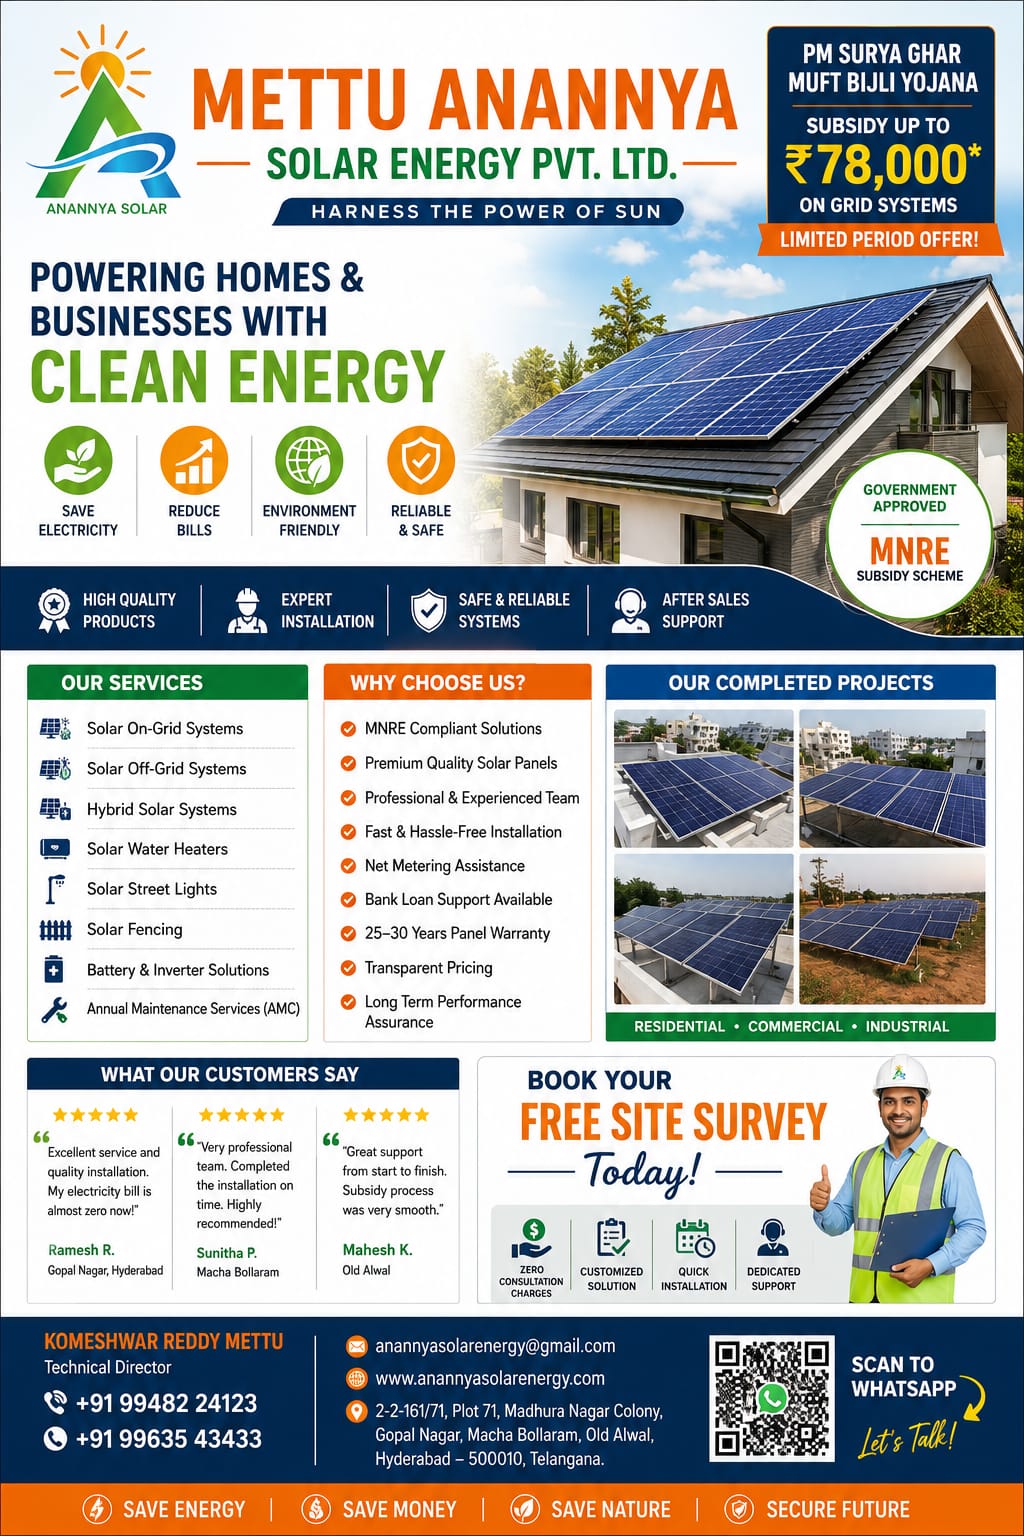 ANANNYA SOLAR
METTU ANANNYA
SOLAR ENERGY PVT. LTD.
HARNESS THE POWER OF SUN
PM SURYA GHAR
MUFT BIJLI YOJANA
SUBSIDY UP TO
₹78,000*
ON GRID SYSTEMS
LIMITED PERIOD OFFER!
POWERING HOMES &
BUSINESSES WITH
CLEAN ENERGY
SAVE
ELECTRICITY
REDUCE
BILLS
ENVIRONMENT
FRIENDLY
RELIABLE
& SAFE
GOVERNMENT
APPROVED
MNRE
SUBSIDY SCHEME
HIGH QUALITY
PRODUCTS
EXPERT
INSTALLATION
SAFE & RELIABLE
SYSTEMS
AFTER SALES
SUPPORT
OUR SERVICES
Solar On-Grid Systems
Solar Off-Grid Systems
Hybrid Solar Systems
Solar Water Heaters
Solar Street Lights
Solar Fencing
Battery & Inverter Solutions
Annual Maintenance Services (AMC)
WHY CHOOSE US?
MNRE Compliant Solutions
Premium Quality Solar Panels
Professional & Experienced Team
Fast & Hassle-Free Installation
Net Metering Assistance
Bank Loan Support Available
25–30 Years Panel Warranty
Transparent Pricing
Long Term Performance
Assurance
OUR COMPLETED PROJECTS
RESIDENTIAL • COMMERCIAL • INDUSTRIAL
WHAT OUR CUSTOMERS SAY
“Excellent service and
quality installation.
My electricity bill is
almost zero now!"
Ramesh R.
Gopal Nagar, Hyderabad
“"Very professional
team. Completed
the installation on
time. Highly
recommended!"
Sunitha P.
Macha Bollaram
“"Great support
from start to finish.
Subsidy process
was very smooth."
Mahesh K.
Old Alwal
BOOK YOUR
FREE SITE SURVEY
Today!
ZERO
CONSULTATION
CHARGES
CUSTOMIZED
SOLUTION
QUICK
INSTALLATION
DEDICATED
SUPPORT
KOMESHWAR REDDY METTU
Technical Director
+91 99482 24123
+91 99635 43433
anannyasolarenergy@gmail.com
www.anannyasolarenergy.com
2-2-161/71, Plot 71, Madhura Nagar Colony,
Gopal Nagar, Macha Bollaram, Old Alwal,
Hyderabad – 500010, Telangana.
SCAN TO
WHATSAPP
Let's Talk!
SAVE ENERGY
SAVE MONEY
SAVE NATURE
SECURE FUTURE